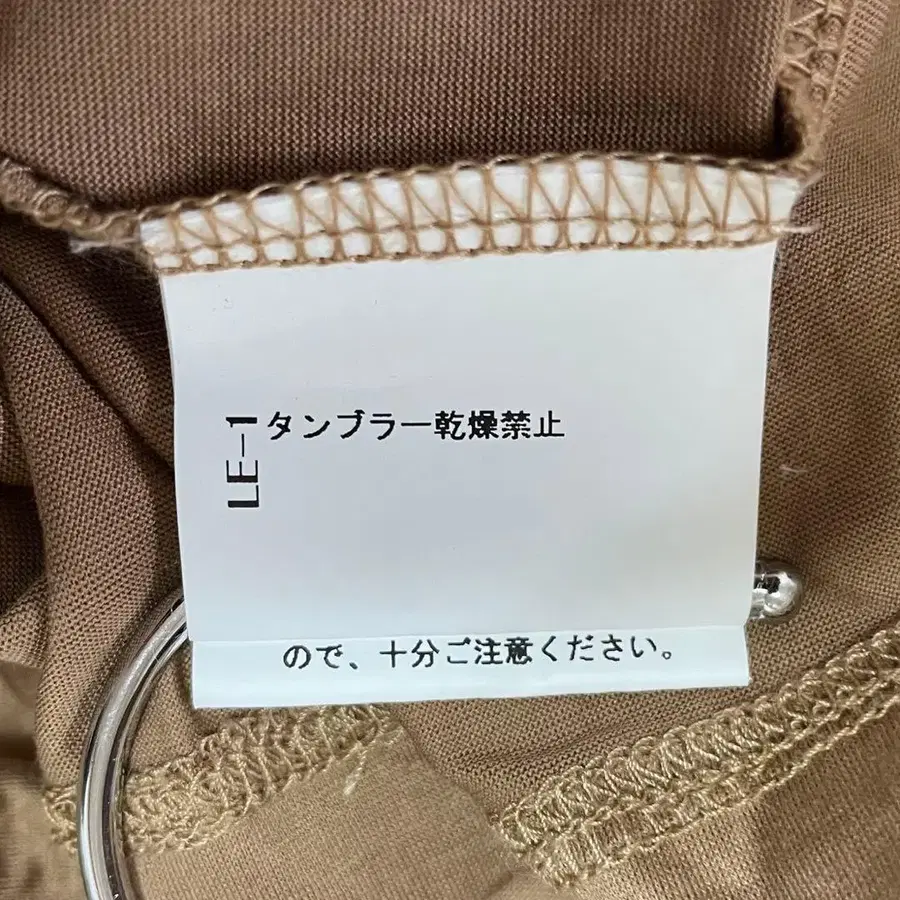 LE-1
タンブラー乾燥禁止
ので、十分ご注意ください。